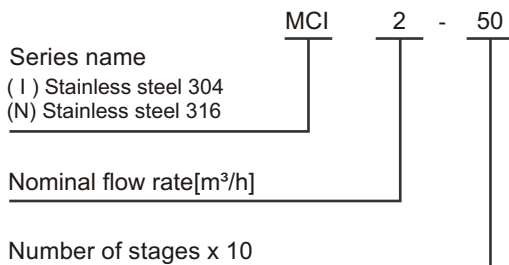 MCI 2 - 50
Series name
( I ) Stainless steel 304
(N) Stainless steel 316
Nominal flow rate[m³/h]
Number of stages x 10